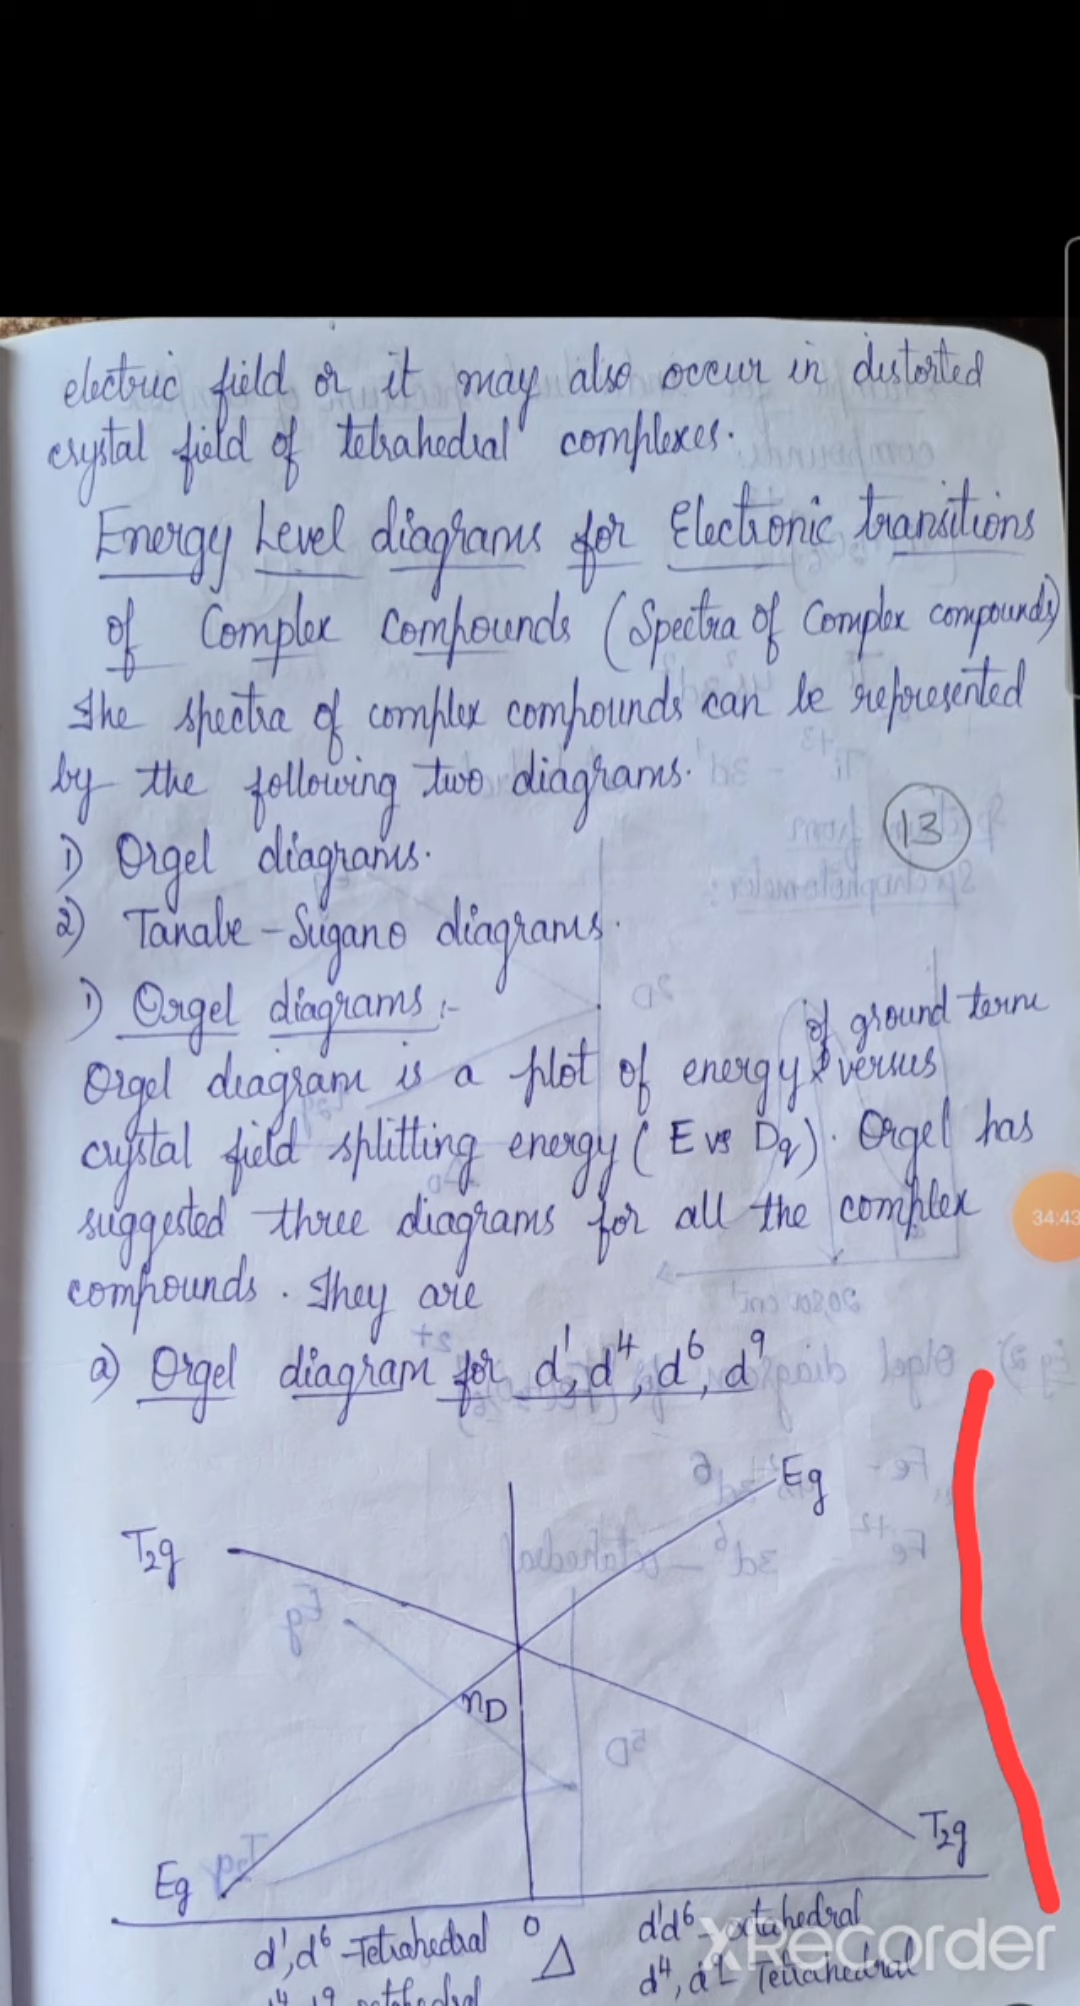 electric field or it may also occur in distorted
crystal field of tetrahedral complexes.
Energy Level diagrams for Electronic transitions
of Complex Compounds (Spectra of Complex compounds)
The spectra of complex compounds can be represented
by the following two diagrams.
13
1) Orgel diagrams.
2) Tanabe-Sugano diagrams.
1) Orgel diagrams:-
of ground term
Orgel diagram is a plot of energy x versus
crystal field splitting energy (E vs Dq). Orgel has
suggested three diagrams for all the complex
34:43
compounds. They are
a) Orgel diagram for d¹, d⁴, d⁶, d⁹
Eg
T₂g
nD
T₂g
Eg
d¹, d⁶ - Tetrahedral 0 d¹d⁶ - octahedral
Δ d⁴, d⁹ - Tetrahedral
XRecorder